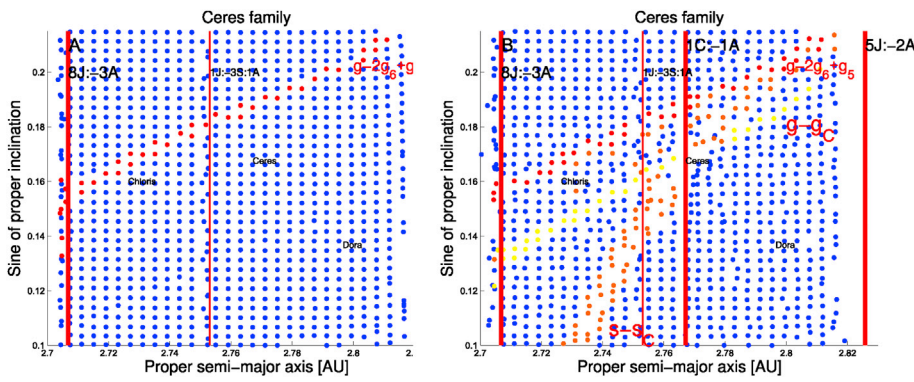 Ceres family
A
8J:-3A
1J:-3S:1A
g-2g6+g
Ceres
Chloris
Dora
0.2
0.18
0.16
0.14
0.12
0.1
Sine of proper inclination
2.7
2.72
2.74
2.76
2.78
2.8
2.
Proper semi-major axis [AU]
Ceres family
B
8J:-3A
1J:-3S:1A
1C:-1A
5J:-2A
g-2g6+g5
g-gC
Ceres
Chloris
Dora
s-sC
0.2
0.18
0.16
0.14
0.12
0.1
Sine of proper inclination
2.7
2.72
2.74
2.76
2.78
2.8
2.82
Proper semi-major axis [AU]